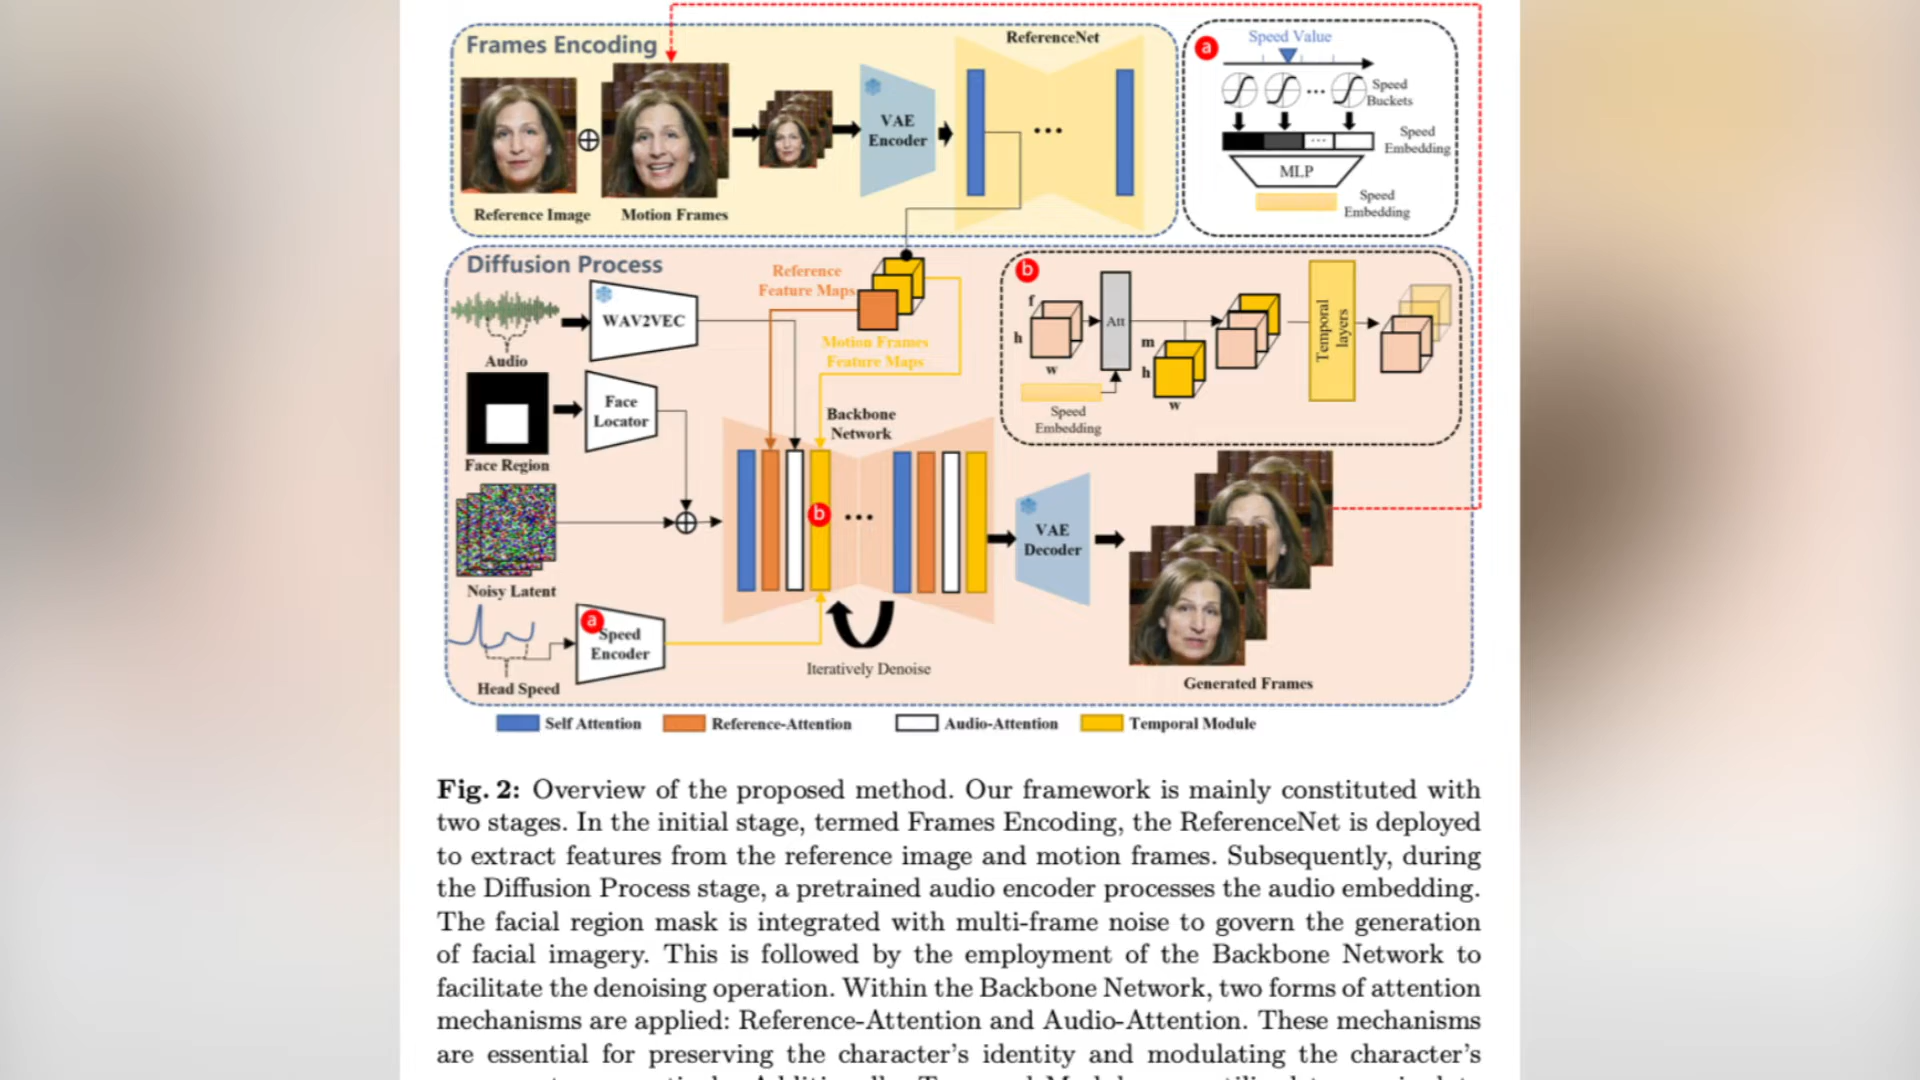 Frames Encoding
ReferenceNet
VAE
Encoder
...
Reference Image
Motion Frames
a
Speed Value
...
Speed
Buckets
...
Speed
Embedding
MLP
Speed
Embedding
Diffusion Process
Audio
WAV2VEC
Face Region
Face
Locator
Noisy Latent
Head Speed
a
Speed
Encoder
Reference
Feature Maps
Motion Frames
Feature Maps
Backbone
Network
b
...
Iteratively Denoise
b
f
h
w
Speed
Embedding
Att
m
h
w
Temporal
layers
VAE
Decoder
Generated Frames
Self Attention
Reference-Attention
Audio-Attention
Temporal Module
Fig. 2: Overview of the proposed method. Our framework is mainly constituted with
two stages. In the initial stage, termed Frames Encoding, the ReferenceNet is deployed
to extract features from the reference image and motion frames. Subsequently, during
the Diffusion Process stage, a pretrained audio encoder processes the audio embedding.
The facial region mask is integrated with multi-frame noise to govern the generation
of facial imagery. This is followed by the employment of the Backbone Network to
facilitate the denoising operation. Within the Backbone Network, two forms of attention
mechanisms are applied: Reference-Attention and Audio-Attention. These mechanisms
are essential for preserving the character's identity and modulating the character's